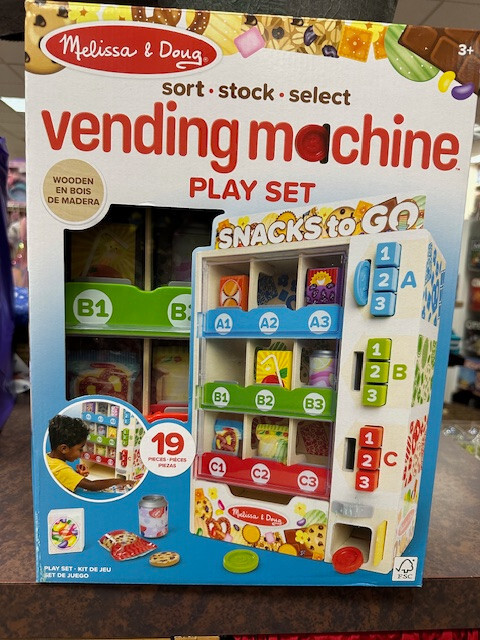 Melissa & Doug
3+
sort • stock • select
vending machine
PLAY SET
WOODEN
EN BOIS
DE MADERA
SNACKS to GO
B1
1
2
3
A
A1 A2 A3
1
2
3
B
B1 B2 B3
1
2
3
C
C1 C2 C3
19
PIECES • PIÈCES
PIEZAS
Melissa & Doug
PLAY SET • KIT DE JEU
SET DE JUEGO
FSC